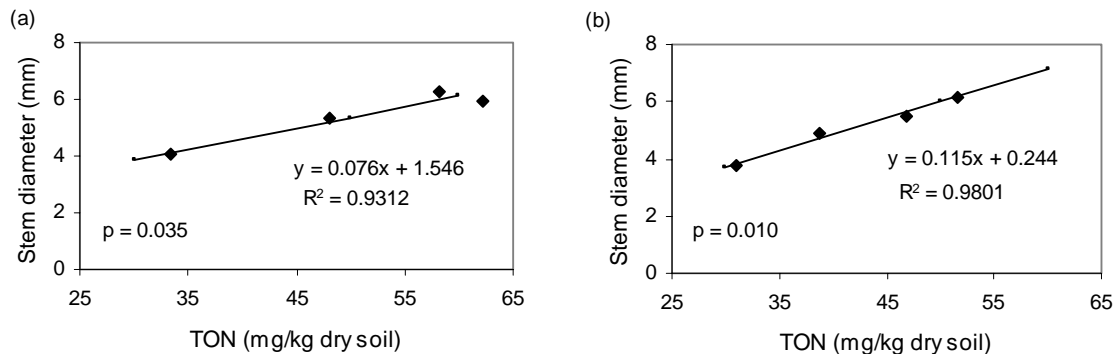 (a)
8
6
4
2
0
Stem diameter (mm)
y = 0.076x + 1.546
R² = 0.9312
p = 0.035
25 35 45 55 65
TON (mg/kg dry soil)
(b)
8
6
4
2
0
Stem diameter (mm)
y = 0.115x + 0.244
R² = 0.9801
p = 0.010
25 35 45 55 65
TON (mg/kg dry soil)